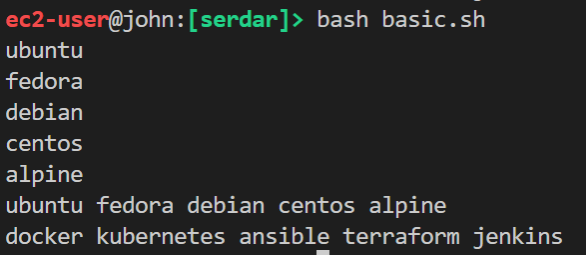 ec2-user@john:[serdar]> bash basic.sh
ubuntu
fedora
debian
centos
alpine
ubuntu fedora debian centos alpine
docker kubernetes ansible terraform jenkins